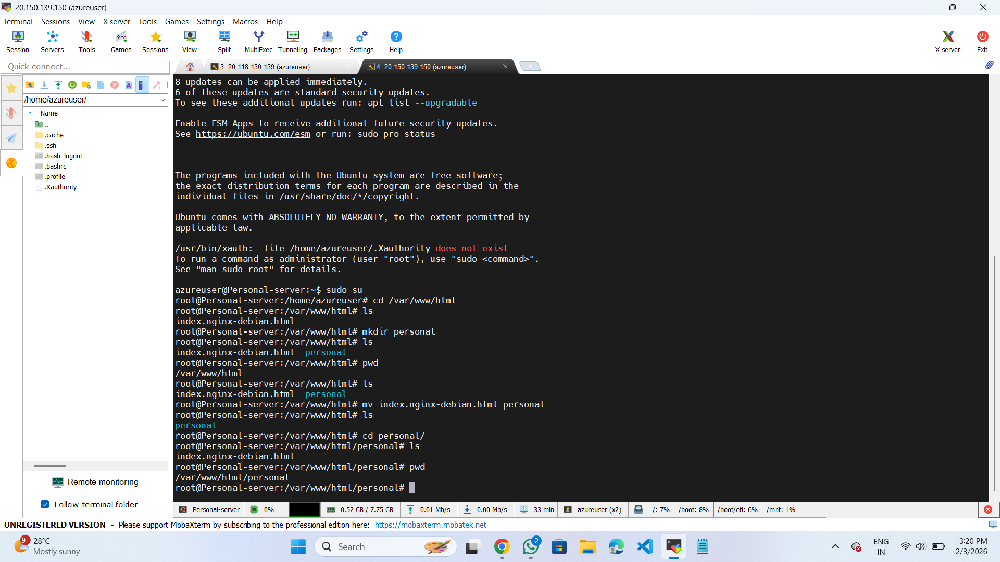 20.150.139.150 (azureuser)
Terminal Sessions View X server Tools Games Settings Macros Help
Session Servers Tools Games Sessions View Split MultiExec Tunneling Packages Settings Help X server Exit
Quick connect...
3. 20.118.130.139 (azureuser)
4. 20.150.139.150 (azureuser)
/home/azureuser/
Name
..
.cache
.ssh
.bash_logout
.bashrc
.profile
.Xauthority
Remote monitoring
Follow terminal folder
8 updates can be applied immediately.
6 of these updates are standard security updates.
To see these additional updates run: apt list --upgradable
Enable ESM Apps to receive additional future security updates.
See https://ubuntu.com/esm or run: sudo pro status
The programs included with the Ubuntu system are free software;
the exact distribution terms for each program are described in the
individual files in /usr/share/doc/*/copyright.
Ubuntu comes with ABSOLUTELY NO WARRANTY, to the extent permitted by
applicable law.
/usr/bin/xauth:  file /home/azureuser/.Xauthority does not exist
To run a command as administrator (user "root"), use "sudo <command>".
See "man sudo_root" for details.
azureuser@Personal-server:~$ sudo su
root@Personal-server:/home/azureuser# cd /var/www/html
root@Personal-server:/var/www/html# ls
index.nginx-debian.html
root@Personal-server:/var/www/html# mkdir personal
root@Personal-server:/var/www/html# ls
index.nginx-debian.html  personal
root@Personal-server:/var/www/html# pwd
/var/www/html
root@Personal-server:/var/www/html# ls
index.nginx-debian.html  personal
root@Personal-server:/var/www/html# mv index.nginx-debian.html personal
root@Personal-server:/var/www/html# ls
personal
root@Personal-server:/var/www/html# cd personal/
root@Personal-server:/var/www/html/personal# ls
index.nginx-debian.html
root@Personal-server:/var/www/html/personal# pwd
/var/www/html/personal
root@Personal-server:/var/www/html/personal#
Personal-server 0% 0.52 GB / 7.75 GB 0.01 Mb/s 0.00 Mb/s 33 min azureuser (x2) /: 7% /boot: 8% /boot/efi: 6% /mnt: 1%
UNREGISTERED VERSION - Please support MobaXterm by subscribing to the professional edition here: https://mobaxterm.mobatek.net
9+
28°C
Mostly sunny
Search
2
ENG
IN
3:20 PM
2/3/2026